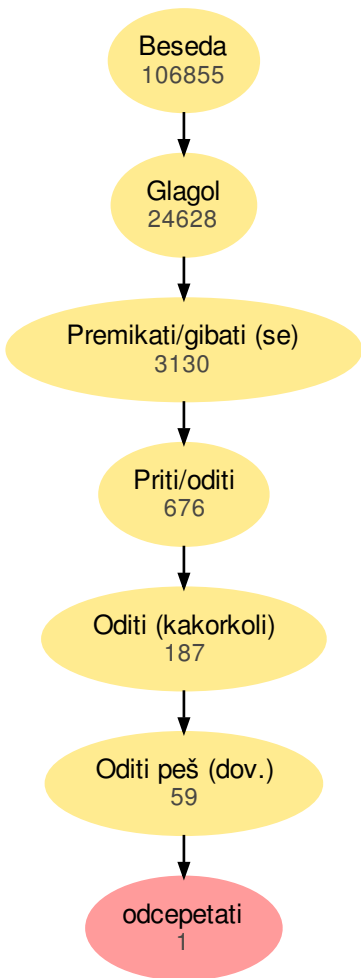 Beseda
106855
Glagol
24628
Premikati/gibati (se)
3130
Priti/oditi
676
Oditi (kakorkoli)
187
Oditi peš (dov.)
59
odcepetati
1